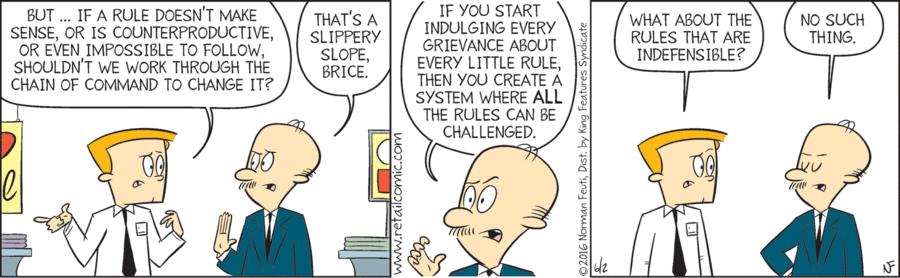 BUT ... IF A RULE DOESN'T MAKE
SENSE, OR IS COUNTERPRODUCTIVE,
OR EVEN IMPOSSIBLE TO FOLLOW,
SHOULDN'T WE WORK THROUGH THE
CHAIN OF COMMAND TO CHANGE IT?
THAT'S A
SLIPPERY
SLOPE,
BRICE.
www.retailcomic.com
IF YOU START
INDULGING EVERY
GRIEVANCE ABOUT
EVERY LITTLE RULE,
THEN YOU CREATE A
SYSTEM WHERE ALL
THE RULES CAN BE
CHALLENGED.
©2016 Norman Feuti, Dist. by King Features Syndicate
WHAT ABOUT THE
RULES THAT ARE
INDEFENSIBLE?
NO SUCH
THING.
6/2
NF